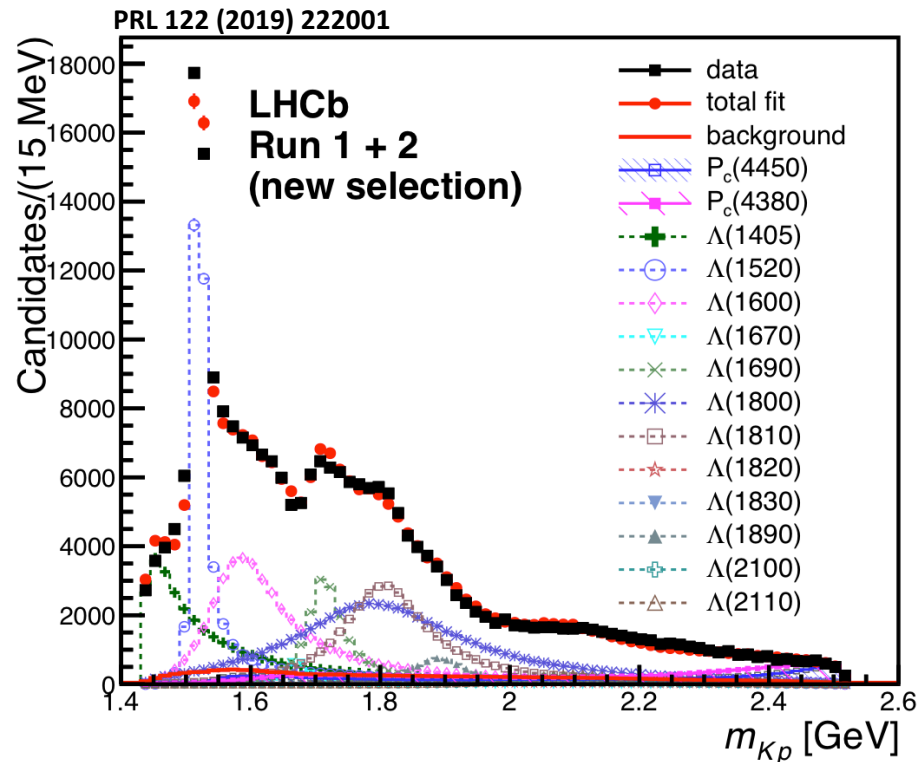 PRL 122 (2019) 222001
Candidates/(15 MeV)
18000
16000
14000
12000
10000
8000
6000
4000
2000
0
LHCb
Run 1 + 2
(new selection)
data
total fit
background
P_c(4450)
P_c(4380)
Λ(1405)
Λ(1520)
Λ(1600)
Λ(1670)
Λ(1690)
Λ(1800)
Λ(1810)
Λ(1820)
Λ(1830)
Λ(1890)
Λ(2100)
Λ(2110)
1.4 1.6 1.8 2 2.2 2.4 2.6
m_Kp [GeV]